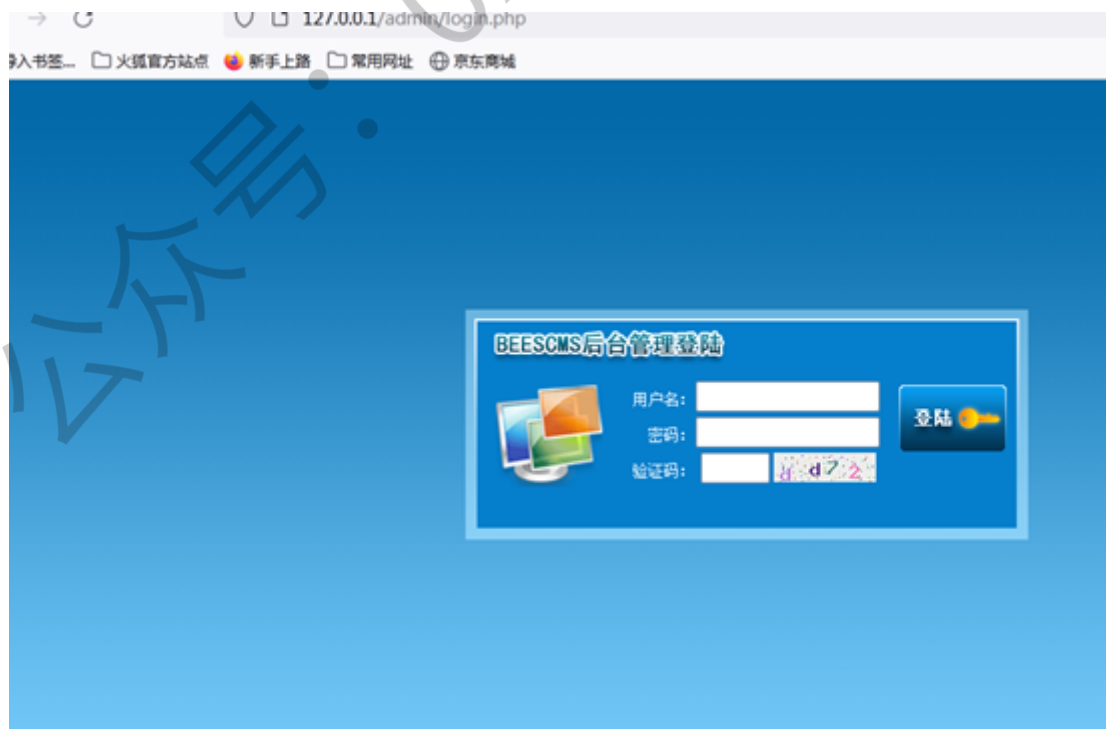 127.0.0.1/admin/login.php
导入书签... 火狐官方站点 新手上路 常用网址 京东商城
公众号:
BEESCMS后台管理登陆
用户名:
密码:
登陆
验证码: